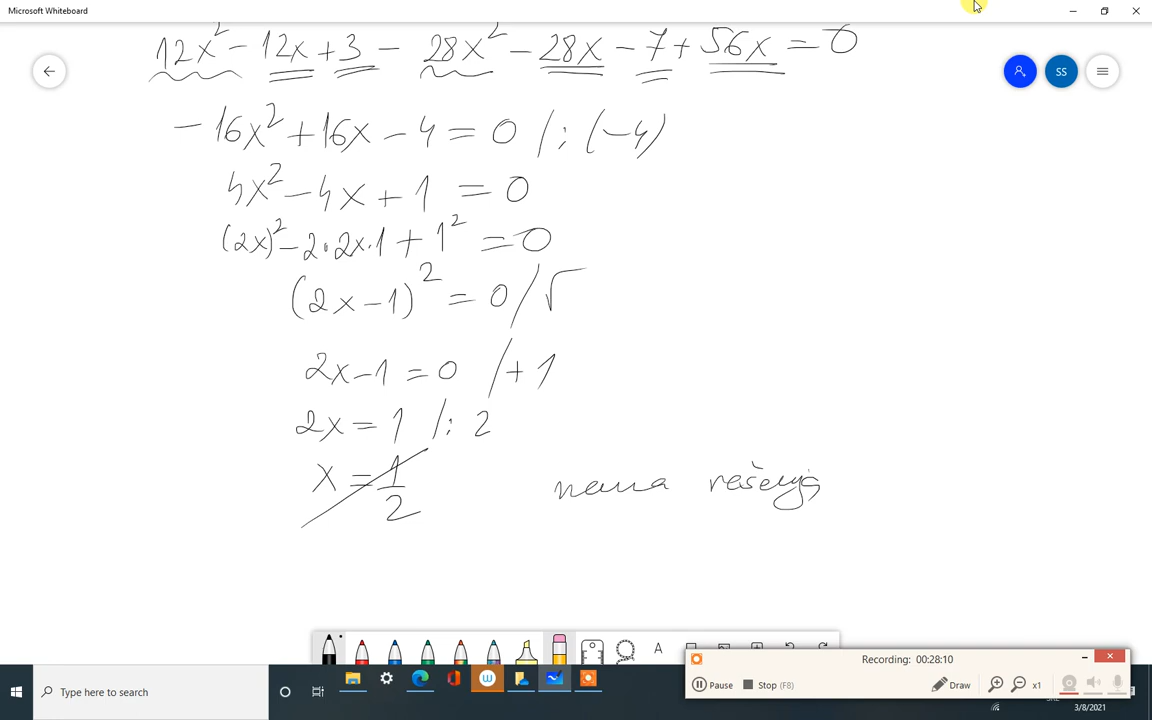 Microsoft Whiteboard
12x² - 12x + 3 - 28x² - 28x - 7 + 56x = 0
SS
-16x² + 16x - 4 = 0 /:(-4)
4x² - 4x + 1 = 0
(2x)² - 2·2x·1 + 1² = 0
(2x-1)² = 0 /√
2x-1 = 0 /+1
2x = 1 /:2
x = 1/2 nema rešenja
A
Recording: 00:28:10
Pause Stop (F8) Draw x1
Type here to search
3/8/2021